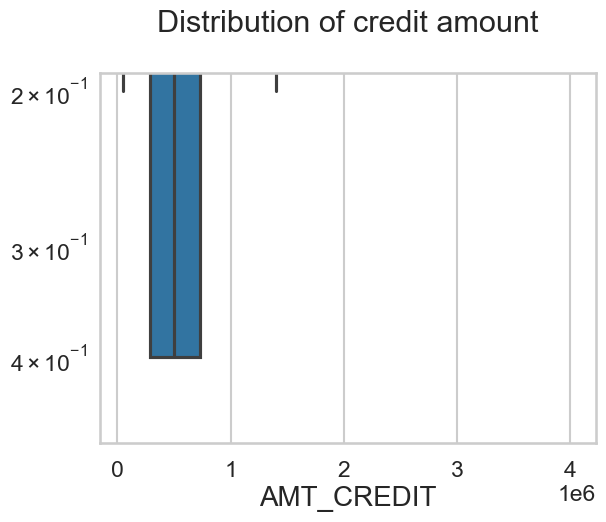 Distribution of credit amount
2 × 10⁻¹
3 × 10⁻¹
4 × 10⁻¹
0 1 2 3 4
1e6
AMT_CREDIT